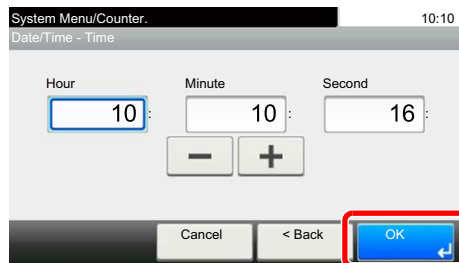 System Menu/Counter. 10:10
Date/Time - Time
Hour Minute Second
10 : 10 : 16 :
− +
Cancel < Back OK